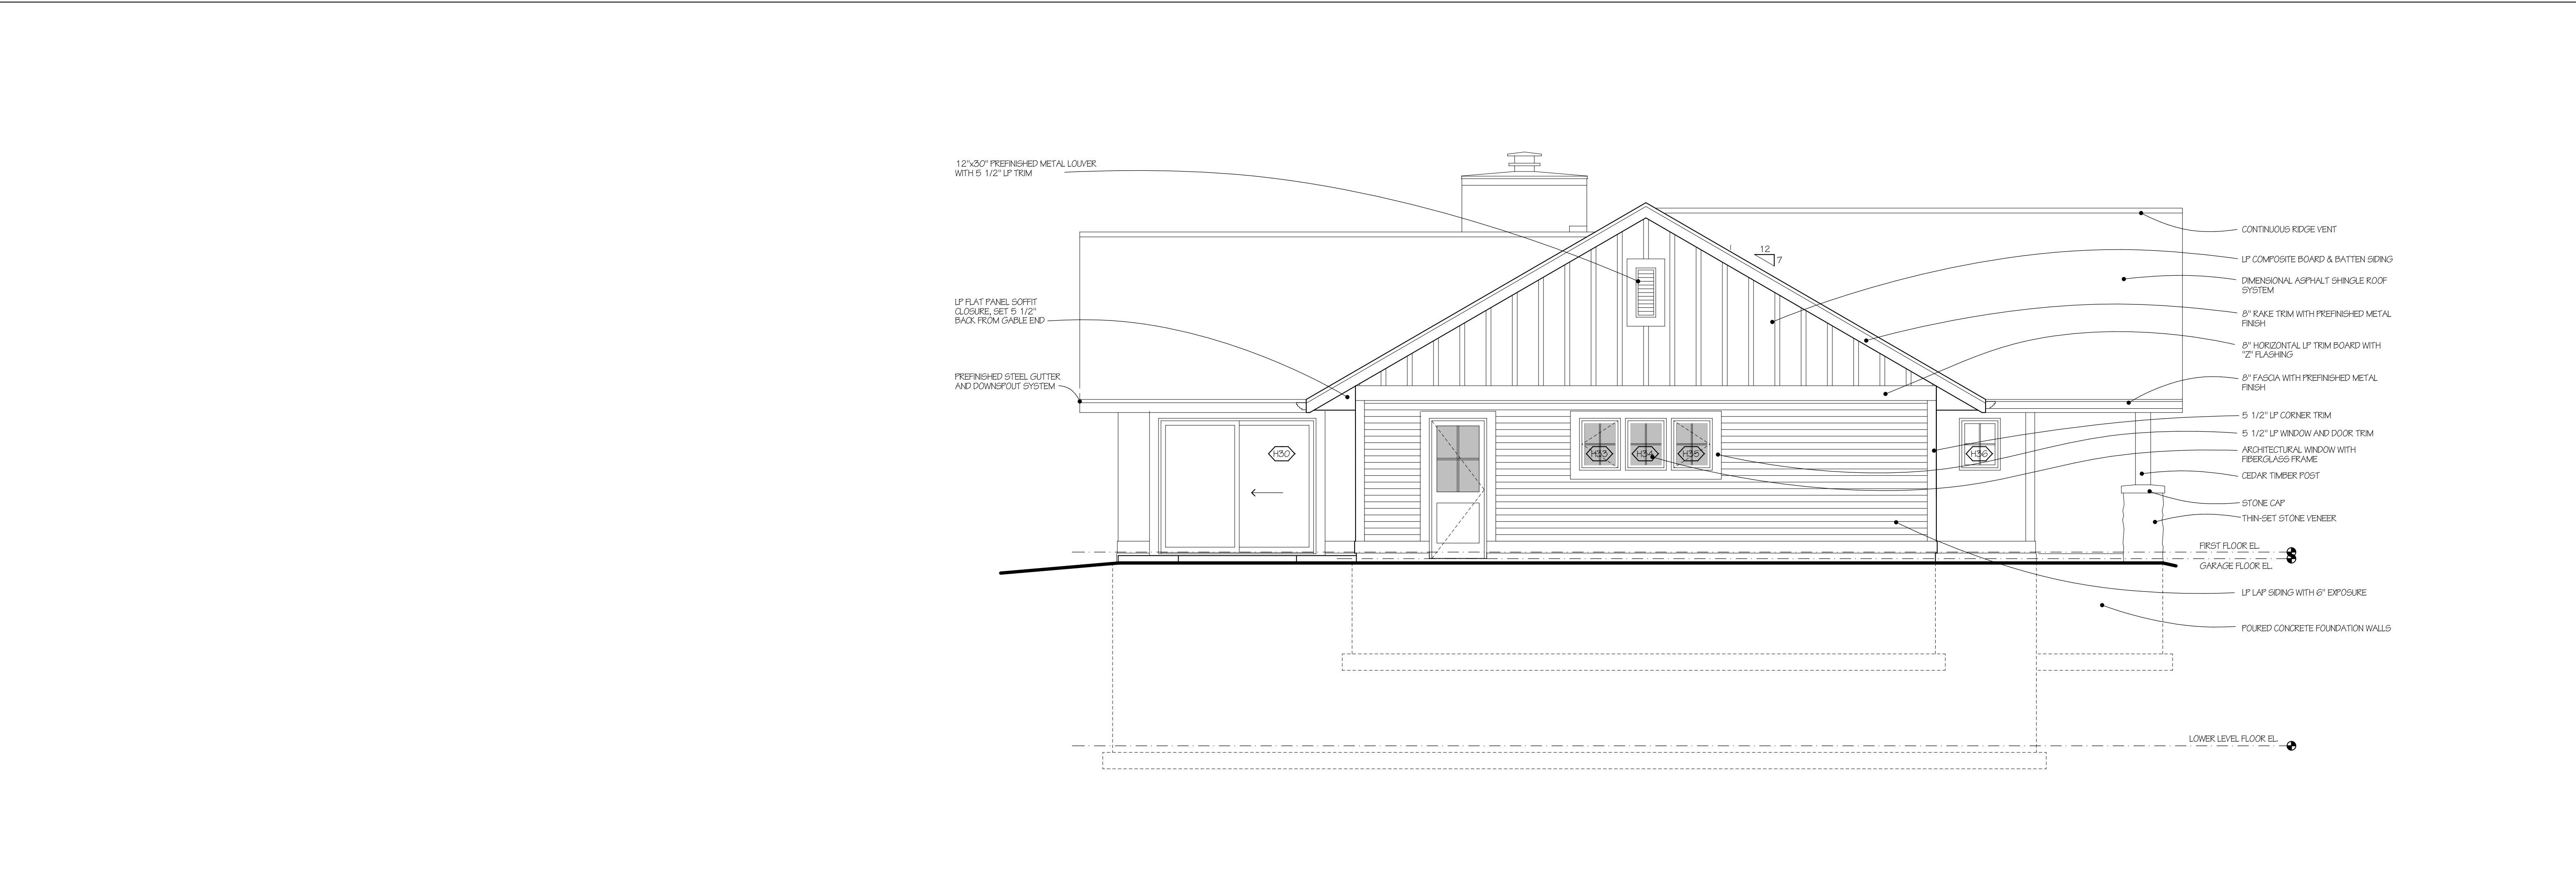 12"x30" PREFINISHED METAL LOUVER
WITH 5 1/2" LP TRIM
LP FLAT PANEL SOFFIT
CLOSURE, SET 5 1/2"
BACK FROM GABLE END
PREFINISHED STEEL GUTTER
AND DOWNSPOUT SYSTEM
12
7
H30
H33
H34
H35
H36
CONTINUOUS RIDGE VENT
LP COMPOSITE BOARD & BATTEN SIDING
DIMENSIONAL ASPHALT SHINGLE ROOF
SYSTEM
8" RAKE TRIM WITH PREFINISHED METAL
FINISH
8" HORIZONTAL LP TRIM BOARD WITH
"Z" FLASHING
8" FASCIA WITH PREFINISHED METAL
FINISH
5 1/2" LP CORNER TRIM
5 1/2" LP WINDOW AND DOOR TRIM
ARCHITECTURAL WINDOW WITH
FIBERGLASS FRAME
CEDAR TIMBER POST
STONE CAP
THIN-SET STONE VENEER
FIRST FLOOR EL.
GARAGE FLOOR EL.
LP LAP SIDING WITH 6" EXPOSURE
POURED CONCRETE FOUNDATION WALLS
LOWER LEVEL FLOOR EL.